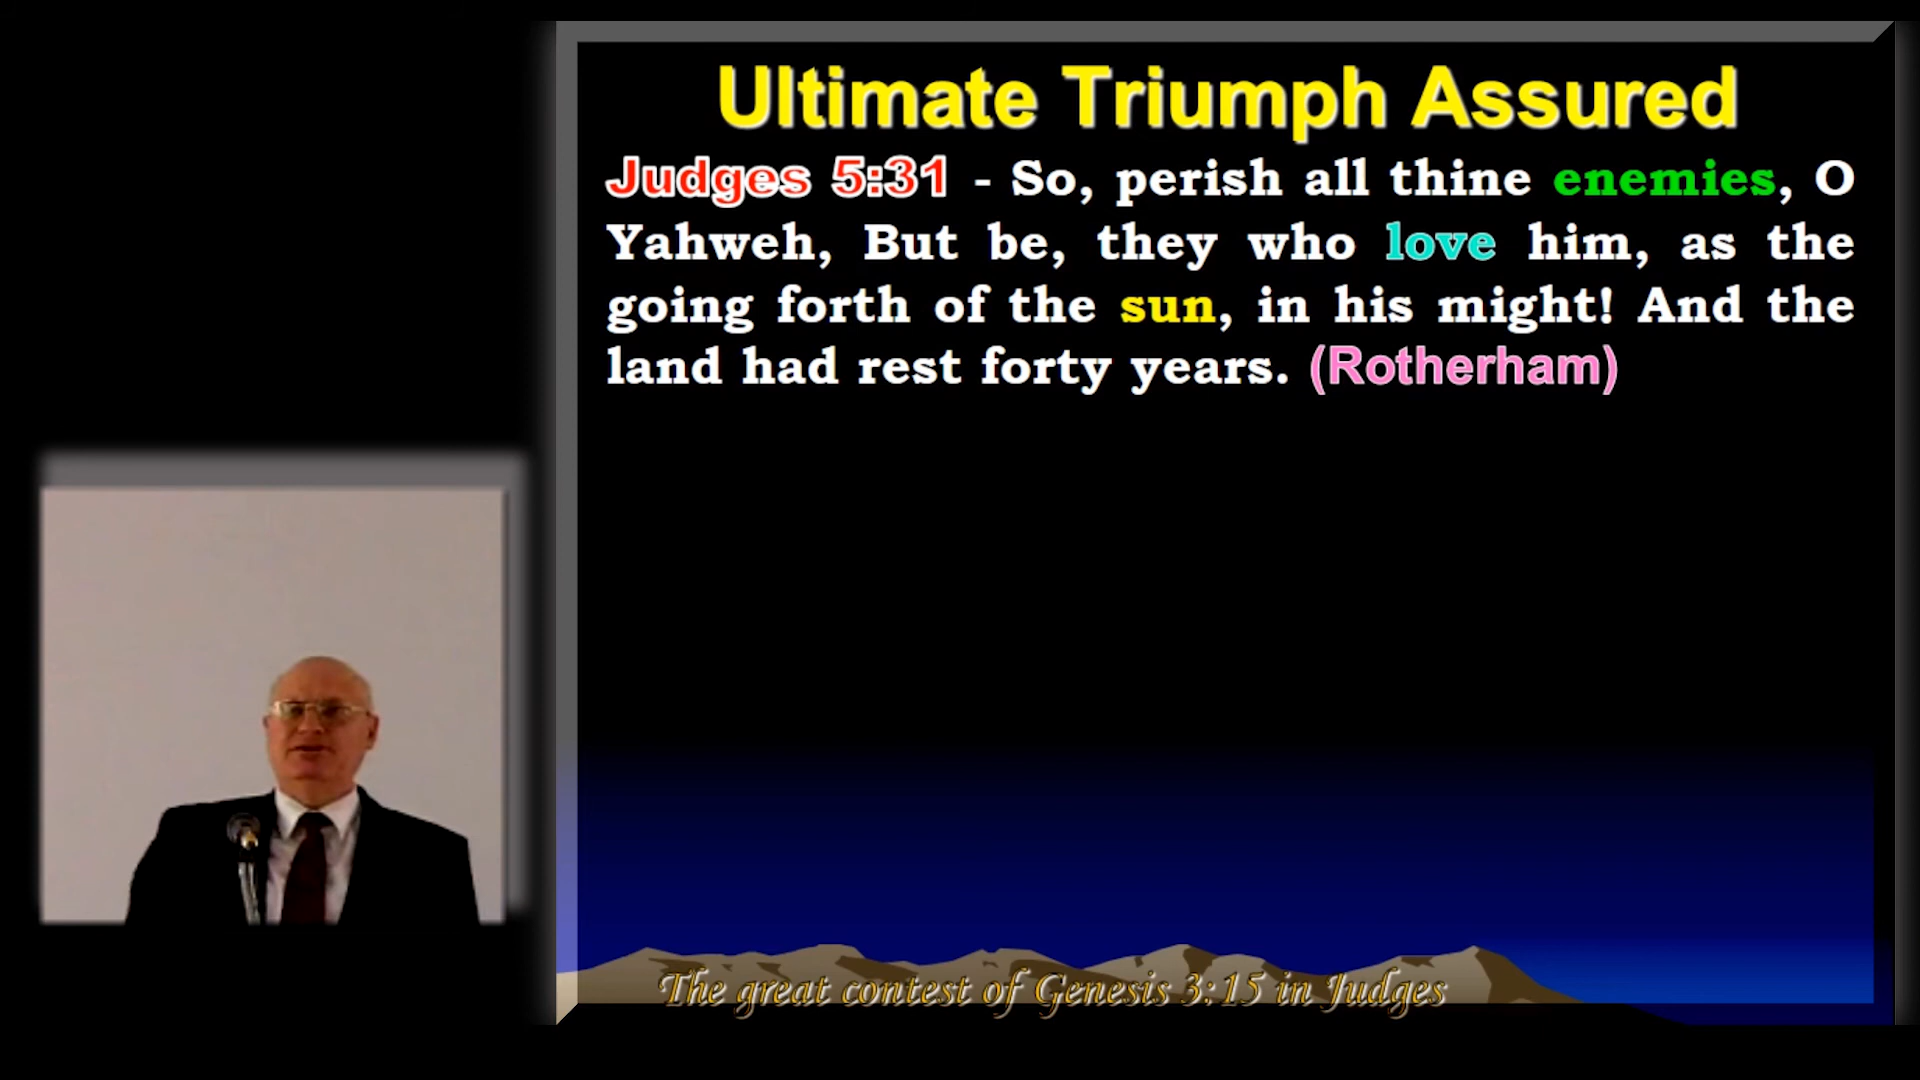 Ultimate Triumph Assured
Judges 5:31 - So, perish all thine enemies, O
Yahweh, But be, they who love him, as the
going forth of the sun, in his might! And the
land had rest forty years. (Rotherham)
The great contest of Genesis 3:15 in Judges